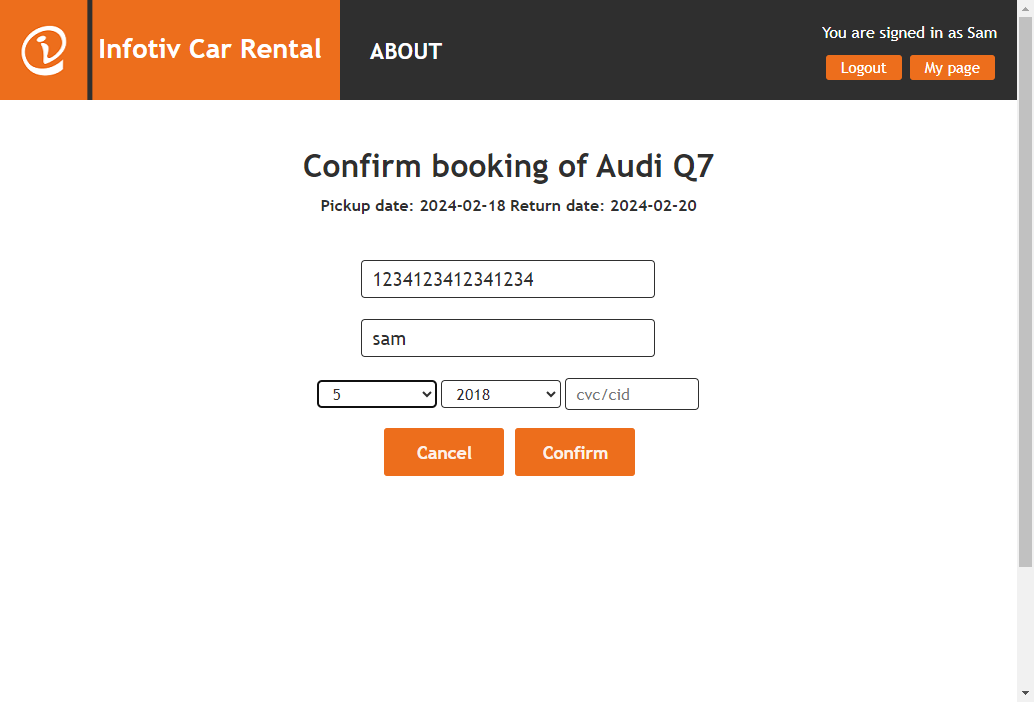 Infotiv Car Rental
ABOUT
You are signed in as Sam
Logout
My page
Confirm booking of Audi Q7
Pickup date: 2024-02-18 Return date: 2024-02-20
1234123412341234
sam
5
2018
cvc/cid
Cancel
Confirm